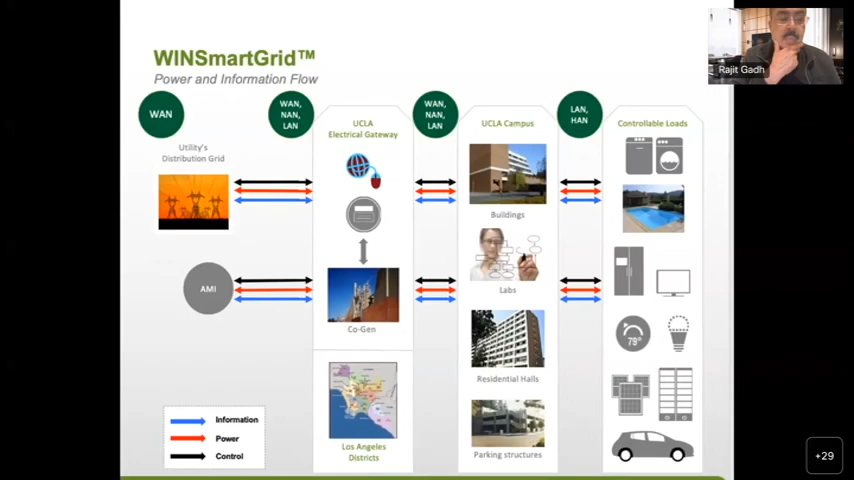 WINSmartGrid™
Power and Information Flow
Rajit Gadh
WAN
WAN,
NAN,
LAN
WAN,
NAN,
LAN
LAN,
HAN
Utility's
Distribution Grid
UCLA
Electrical Gateway
UCLA Campus
Controllable Loads
Buildings
AMI
Labs
Co-Gen
79°
Residential Halls
Information
Power
Control
Los Angeles
Districts
Parking structures
+29